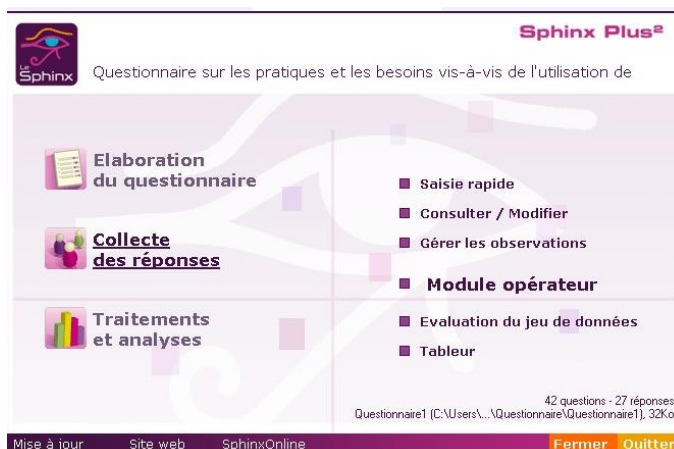 Sphinx Plus²
Le
Sphinx
Questionnaire sur les pratiques et les besoins vis-à-vis de l'utilisation de
Elaboration
du questionnaire
Collecte
des réponses
Traitements
et analyses
Saisie rapide
Consulter / Modifier
Gérer les observations
Module opérateur
Evaluation du jeu de données
Tableur
42 questions - 27 réponses
Questionnaire1 (C:\Users\...\Questionnaire\Questionnaire1), 32Ko
Mise à jour Site web SphinxOnline Fermer Quitter